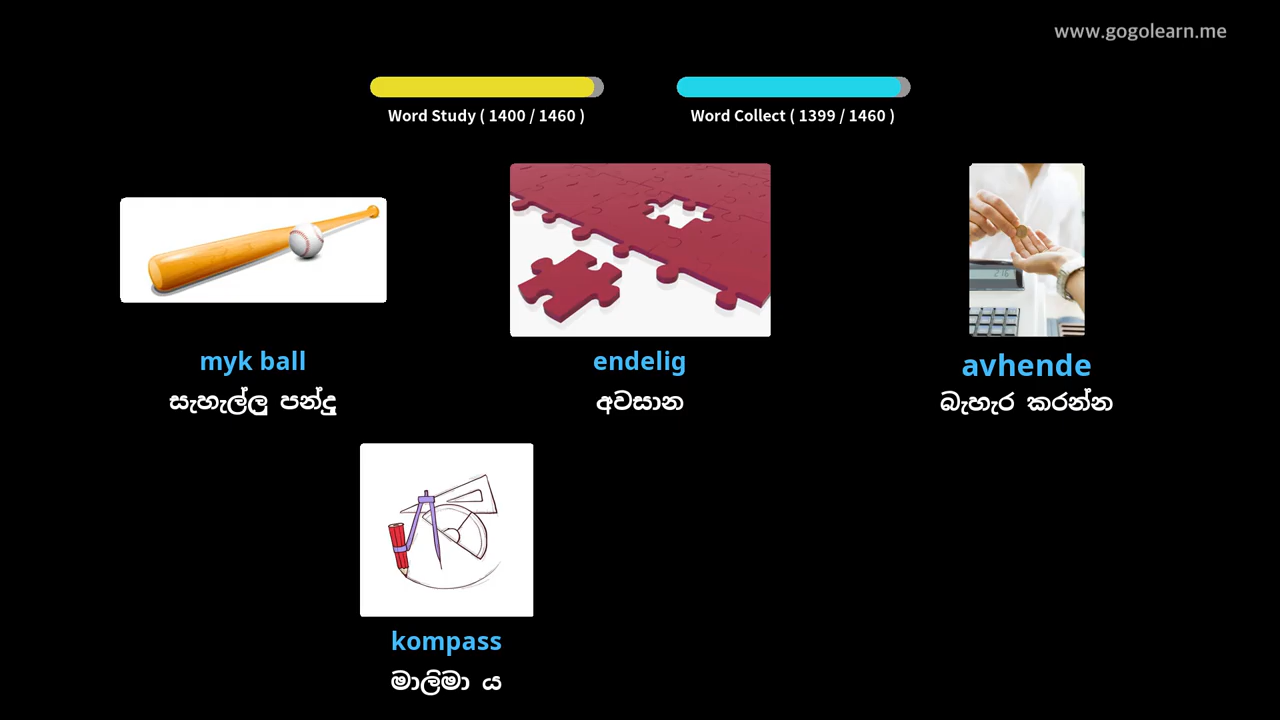 www.gogolearn.me
Word Study ( 1400 / 1460 )
Word Collect ( 1399 / 1460 )
myk ball
සැහැල්ලු පන්දු
endelig
අවසාන
avhende
බැහැර කරන්න
kompass
මාලිමා ය